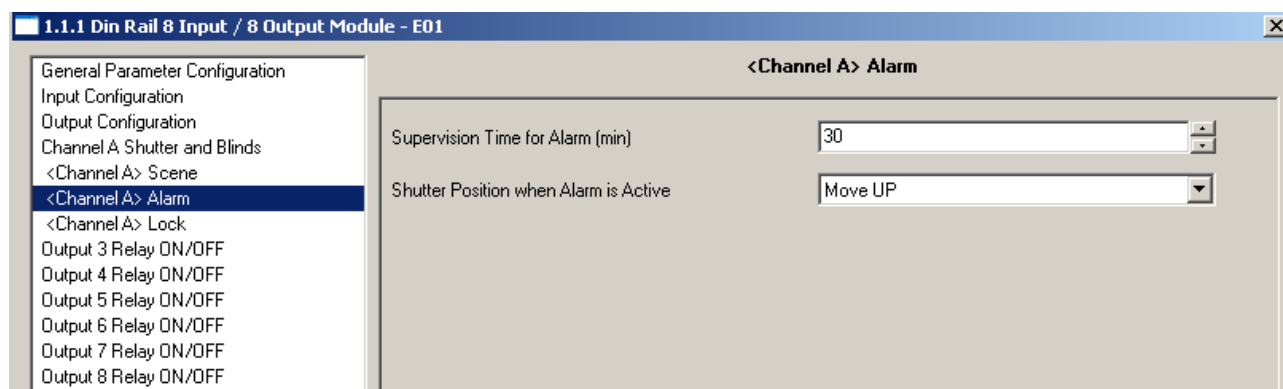 1.1.1 Din Rail 8 Input / 8 Output Module - E01
General Parameter Configuration
Input Configuration
Output Configuration
Channel A Shutter and Blinds
<Channel A> Scene
<Channel A> Alarm
<Channel A> Lock
Output 3 Relay ON/OFF
Output 4 Relay ON/OFF
Output 5 Relay ON/OFF
Output 6 Relay ON/OFF
Output 7 Relay ON/OFF
Output 8 Relay ON/OFF
<Channel A> Alarm
Supervision Time for Alarm (min) 30
Shutter Position when Alarm is Active Move UP